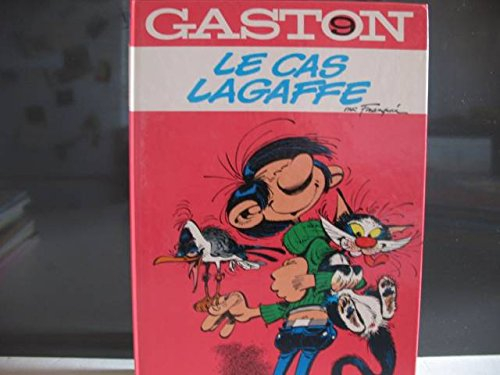 GASTON
9
LE CAS
LAGAFFE
PAR Franquin